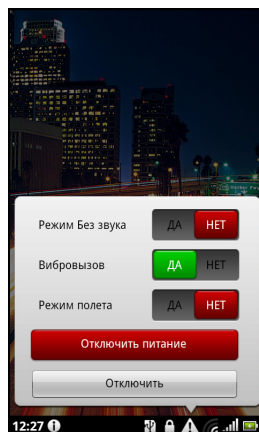 Режим Без звука ДА НЕТ
Вибровызов ДА НЕТ
Режим полета ДА НЕТ
Отключить питание
Отключить
12:27